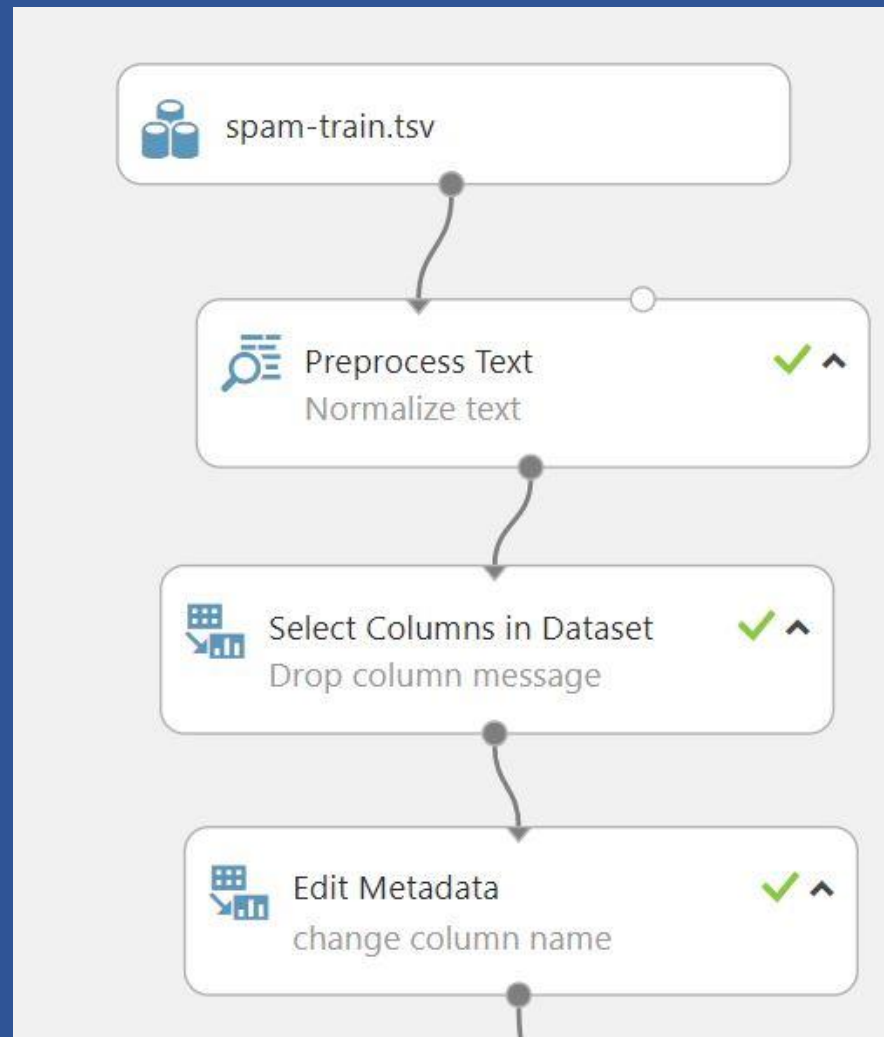 spam-train.tsv
Preprocess Text
Normalize text
Select Columns in Dataset
Drop column message
Edit Metadata
change column name